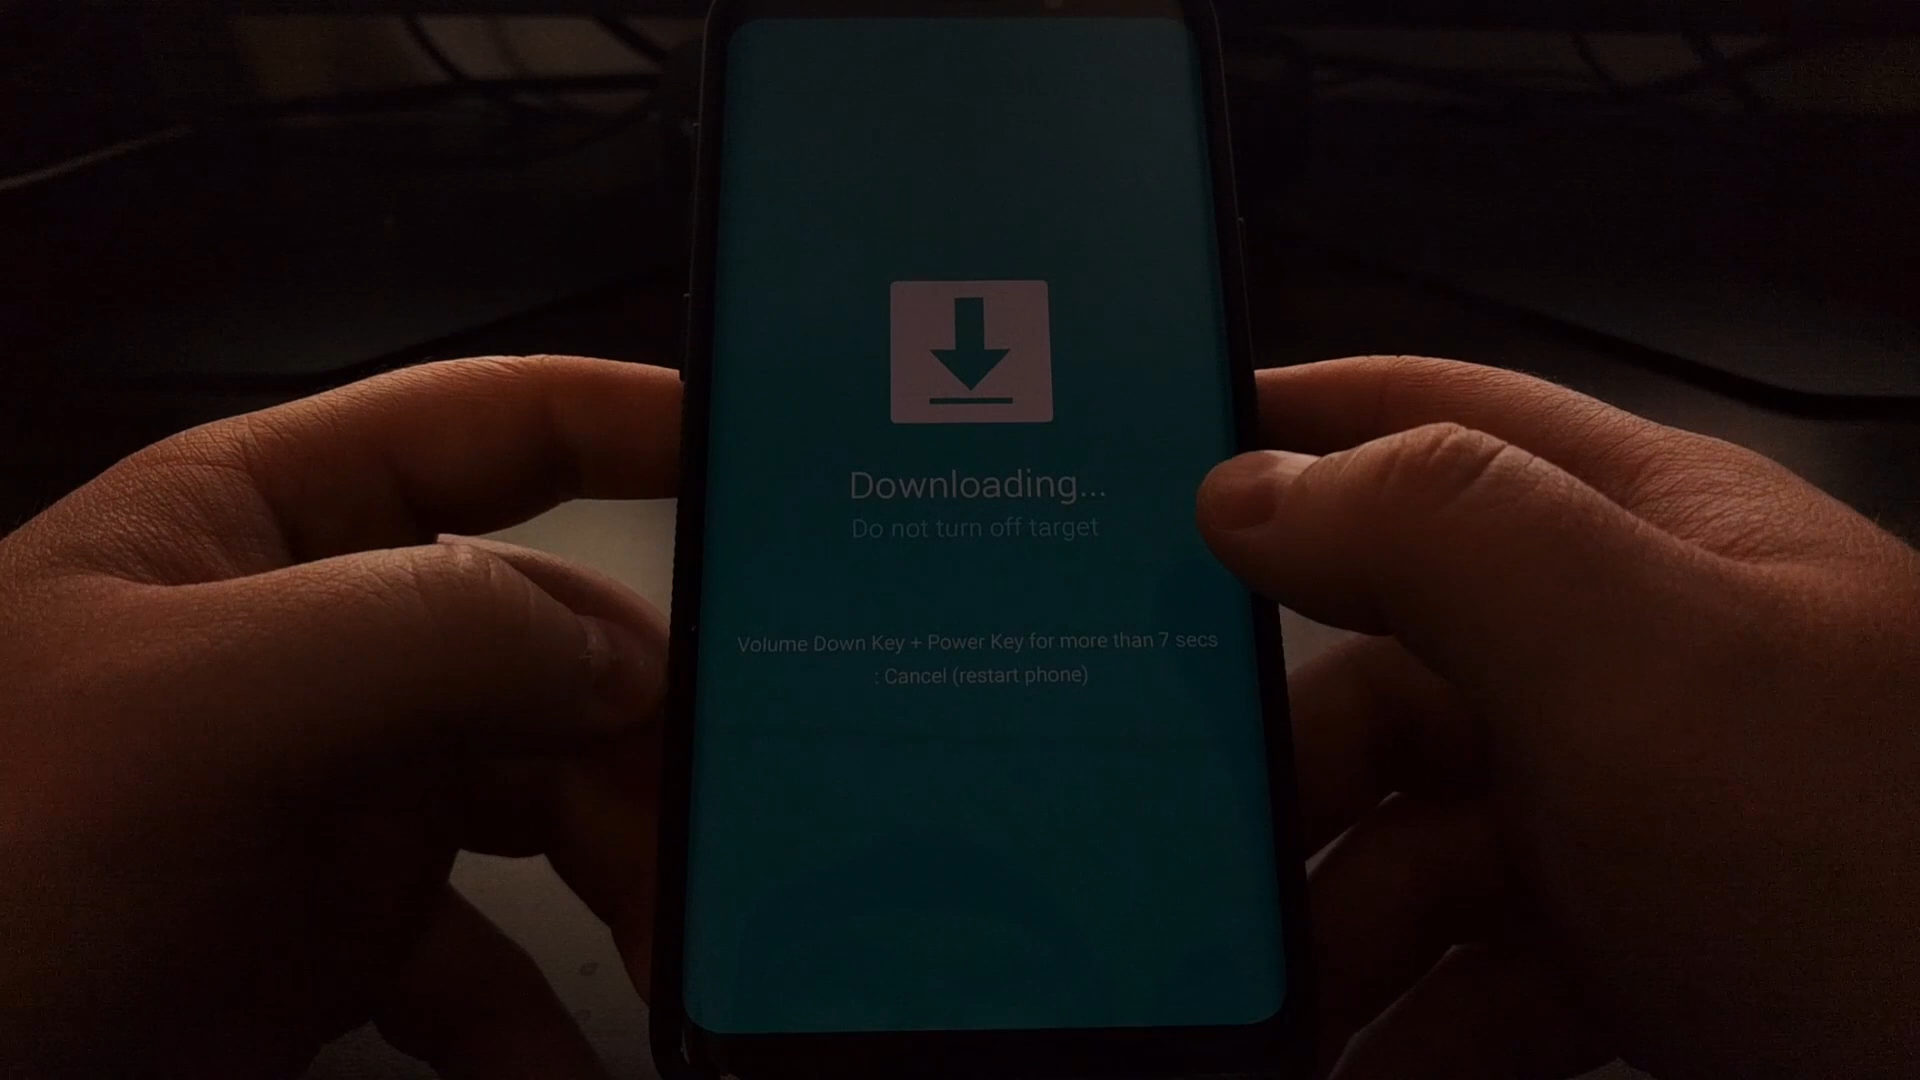 Downloading...
Do not turn off target
Volume Down Key + Power Key for more than 7 secs
: Cancel (restart phone)